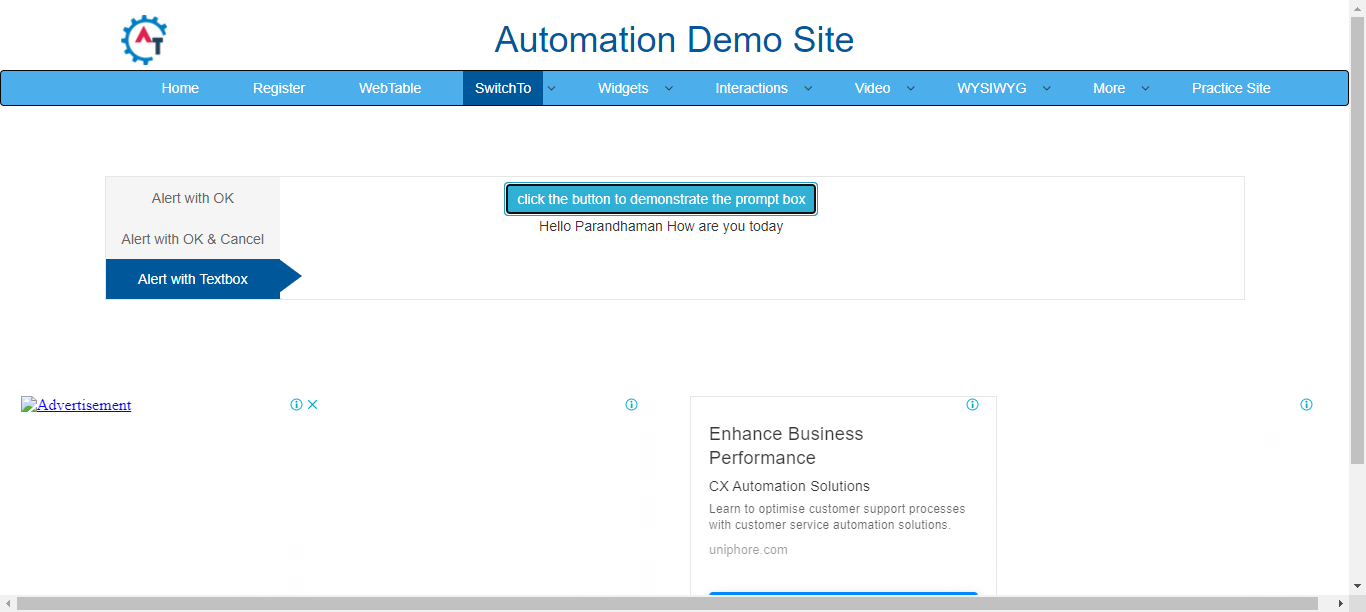 AT
Automation Demo Site
Home Register WebTable SwitchTo Widgets Interactions Video WYSIWYG More Practice Site
Alert with OK
Alert with OK & Cancel
Alert with Textbox
click the button to demonstrate the prompt box
Hello Parandhaman How are you today
Advertisement
Enhance Business
Performance
CX Automation Solutions
Learn to optimise customer support processes
with customer service automation solutions.
uniphore.com